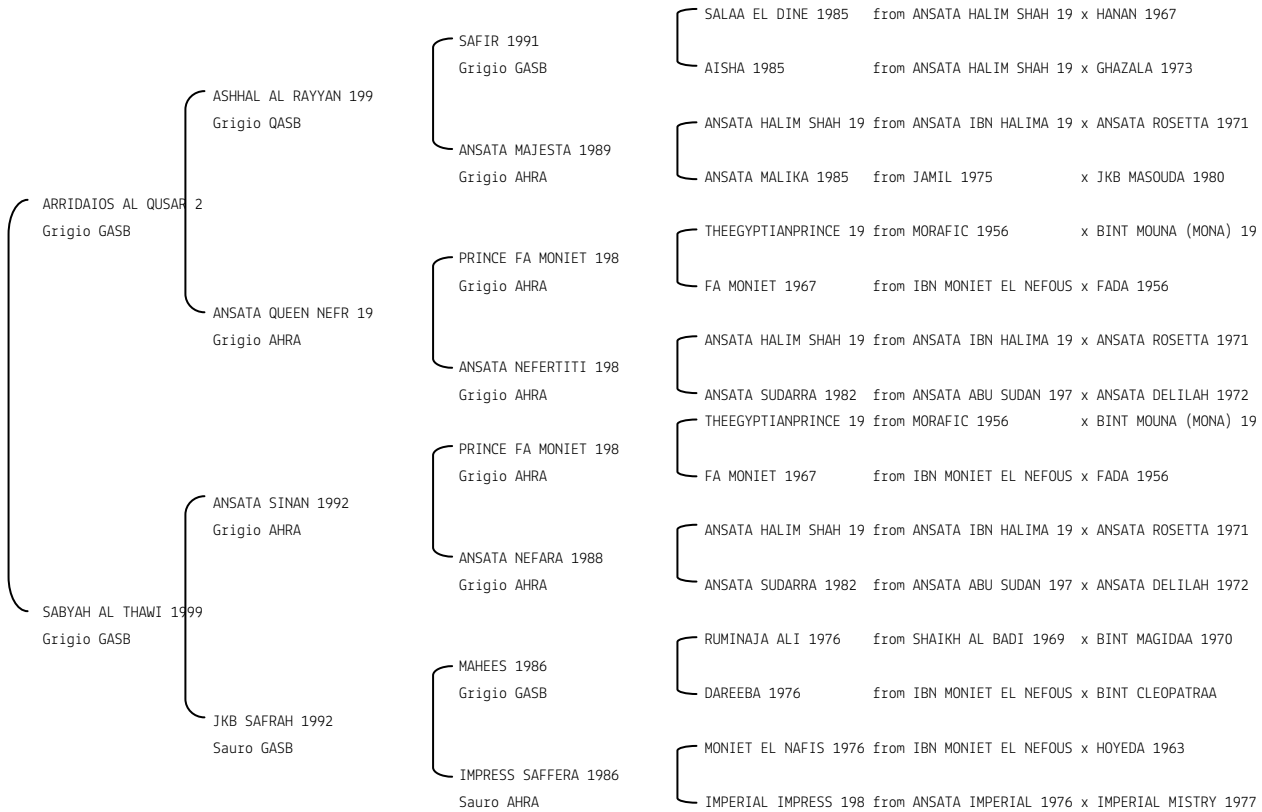 SALAA EL DINE 1985 from ANSATA HALIM SHAH 19 x HANAN 1967
SAFIR 1991
Grigio GASB
AISHA 1985 from ANSATA HALIM SHAH 19 x GHAZALA 1973
ASHHAL AL RAYYAN 199
Grigio QASB
ANSATA HALIM SHAH 19 from ANSATA IBN HALIMA 19 x ANSATA ROSETTA 1971
ANSATA MAJESTA 1989
Grigio AHRA
ANSATA MALIKA 1985 from JAMIL 1975 x JKB MASOUDA 1980
ARRIDAIOS AL QUSAR 2
Grigio GASB
THEEGYPTIANPRINCE 19 from MORAFIC 1956 x BINT MOUNA (MONA) 19
PRINCE FA MONIET 198
Grigio AHRA
FA MONIET 1967 from IBN MONIET EL NEFOUS x FADA 1956
ANSATA QUEEN NEFR 19
Grigio AHRA
ANSATA HALIM SHAH 19 from ANSATA IBN HALIMA 19 x ANSATA ROSETTA 1971
ANSATA NEFERTITI 198
Grigio AHRA
ANSATA SUDARRA 1982 from ANSATA ABU SUDAN 197 x ANSATA DELILAH 1972
THEEGYPTIANPRINCE 19 from MORAFIC 1956 x BINT MOUNA (MONA) 19
PRINCE FA MONIET 198
Grigio AHRA
FA MONIET 1967 from IBN MONIET EL NEFOUS x FADA 1956
ANSATA SINAN 1992
Grigio AHRA
ANSATA HALIM SHAH 19 from ANSATA IBN HALIMA 19 x ANSATA ROSETTA 1971
ANSATA NEFARA 1988
Grigio AHRA
ANSATA SUDARRA 1982 from ANSATA ABU SUDAN 197 x ANSATA DELILAH 1972
SABYAH AL THAWI 1999
Grigio GASB
RUMINAJA ALI 1976 from SHAIKH AL BADI 1969 x BINT MAGIDAA 1970
MAHEES 1986
Grigio GASB
DAREEBA 1976 from IBN MONIET EL NEFOUS x BINT CLEOPATRAA
JKB SAFRAH 1992
Sauro GASB
MONIET EL NAFIS 1976 from IBN MONIET EL NEFOUS x HOYEDA 1963
IMPRESS SAFFERA 1986
Sauro AHRA
IMPERIAL IMPRESS 198 from ANSATA IMPERIAL 1976 x IMPERIAL MISTRY 1977